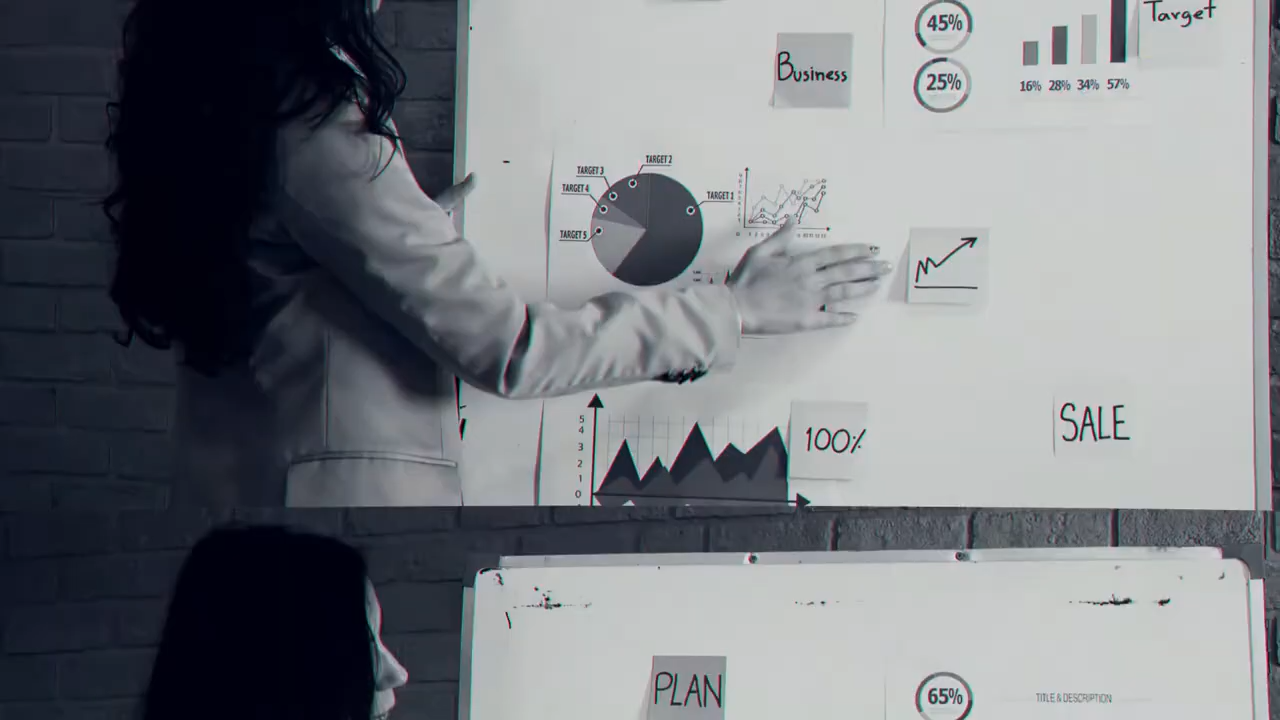 Target
45%
Business
25%
16% 28% 34% 57%
TARGET 2
TARGET 3
TARGET 4
TARGET 1
TARGET 5
SALE
100%
5
4
3
2
1
0
PLAN
65%
TITLE & DESCRIPTION